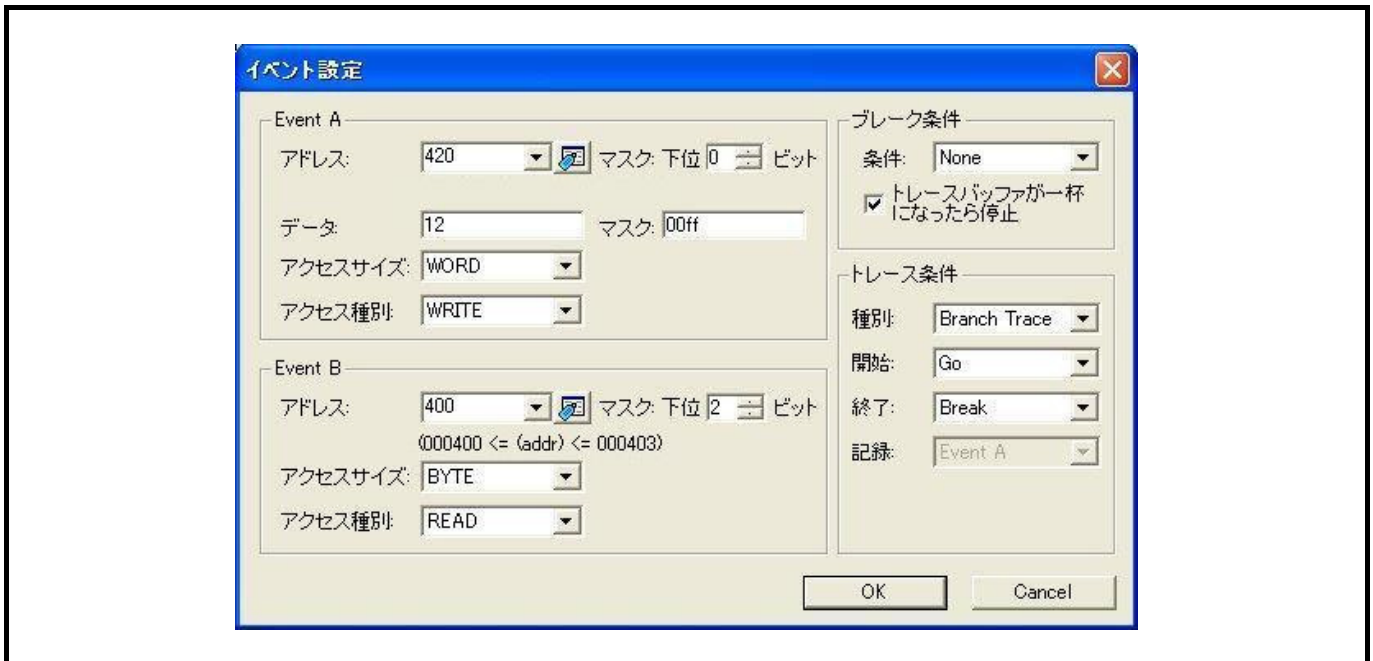 イベント設定
Event A
アドレス: 420 マスク: 下位 0 ビット
データ: 12 マスク: 00ff
アクセスサイズ: WORD
アクセス種別: WRITE
Event B
アドレス: 400 マスク: 下位 2 ビット
(000400 <= (addr) <= 000403)
アクセスサイズ: BYTE
アクセス種別: READ
ブレーク条件
条件: None
トレースバッファが一杯
になったら停止
トレース条件
種別: Branch Trace
開始: Go
終了: Break
記録: Event A
OK Cancel